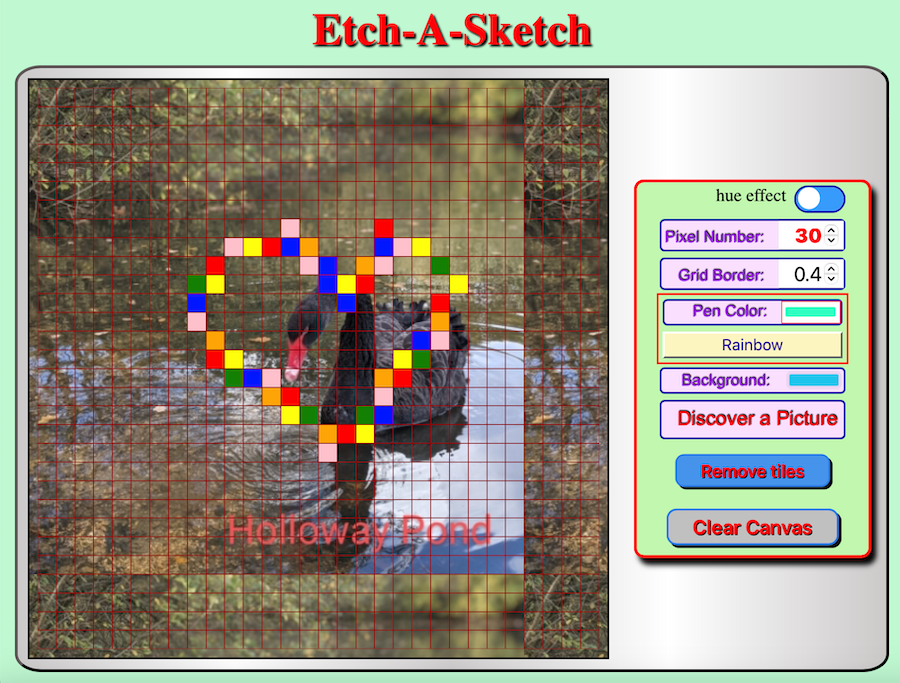 Etch-A-Sketch
hue effect
Pixel Number: 30
Grid Border: 0.4
Pen Color:
Rainbow
Background:
Discover a Picture
Remove tiles
Clear Canvas
Holloway Pond